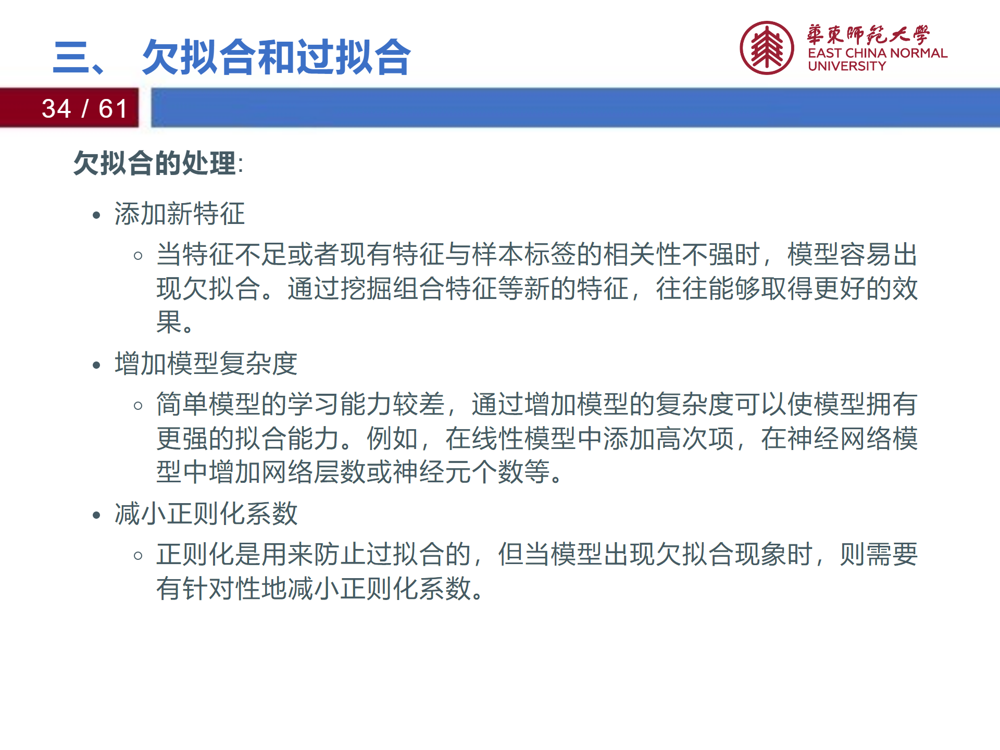 三、 欠拟合和过拟合
華東師範大學
EAST CHINA NORMAL
UNIVERSITY
34 / 61
欠拟合的处理:
• 添加新特征
○ 当特征不足或者现有特征与样本标签的相关性不强时，模型容易出
现欠拟合。通过挖掘组合特征等新的特征，往往能够取得更好的效
果。
• 增加模型复杂度
○ 简单模型的学习能力较差，通过增加模型的复杂度可以使模型拥有
更强的拟合能力。例如，在线性模型中添加高次项，在神经网络模
型中增加网络层数或神经元个数等。
• 减小正则化系数
○ 正则化是用来防止过拟合的，但当模型出现欠拟合现象时，则需要
有针对性地减小正则化系数。